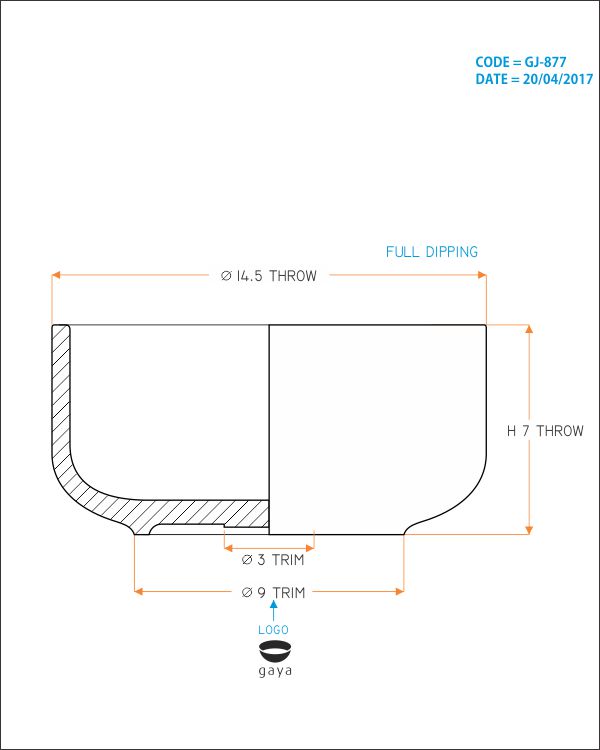 CODE = GJ-877
DATE = 20/04/2017
FULL DIPPING
Ø 14.5 THROW
H 7 THROW
Ø 3 TRIM
Ø 9 TRIM
LOGO
gaya